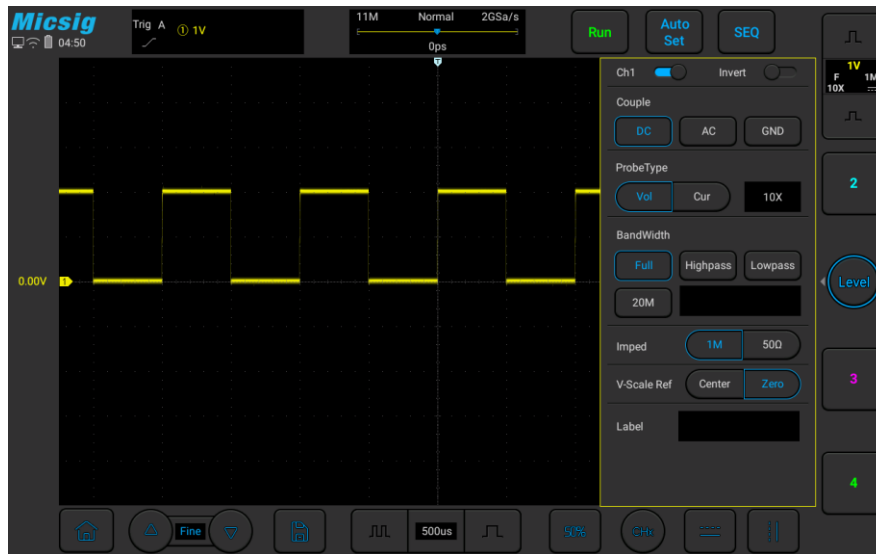 Micsig
04:50
Trig A
① 1V
11M Normal 2GSa/s
0ps
Run
Auto
Set
SEQ
T
Ch1 Invert
Couple
DC AC GND
ProbeType
Vol Cur 10X
BandWidth
Full Highpass Lowpass
20M
Imped 1M 50Ω
V-Scale Ref Center Zero
Label
0.00V 1
1V
F 1M
10X
2
Level
3
4
Fine
500us
50%
CHx